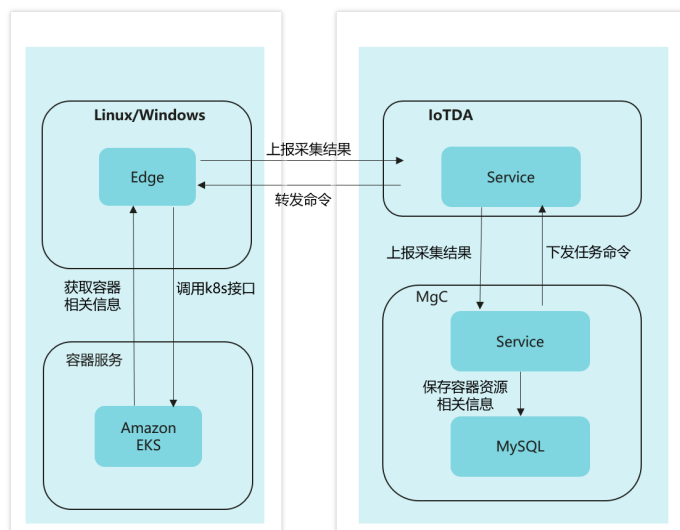 Linux/Windows
Edge
获取容器
相关信息
调用k8s接口
容器服务
Amazon
EKS
上报采集结果
转发命令
IoTDA
Service
上报采集结果
下发任务命令
MgC
Service
保存容器资源
相关信息
MySQL